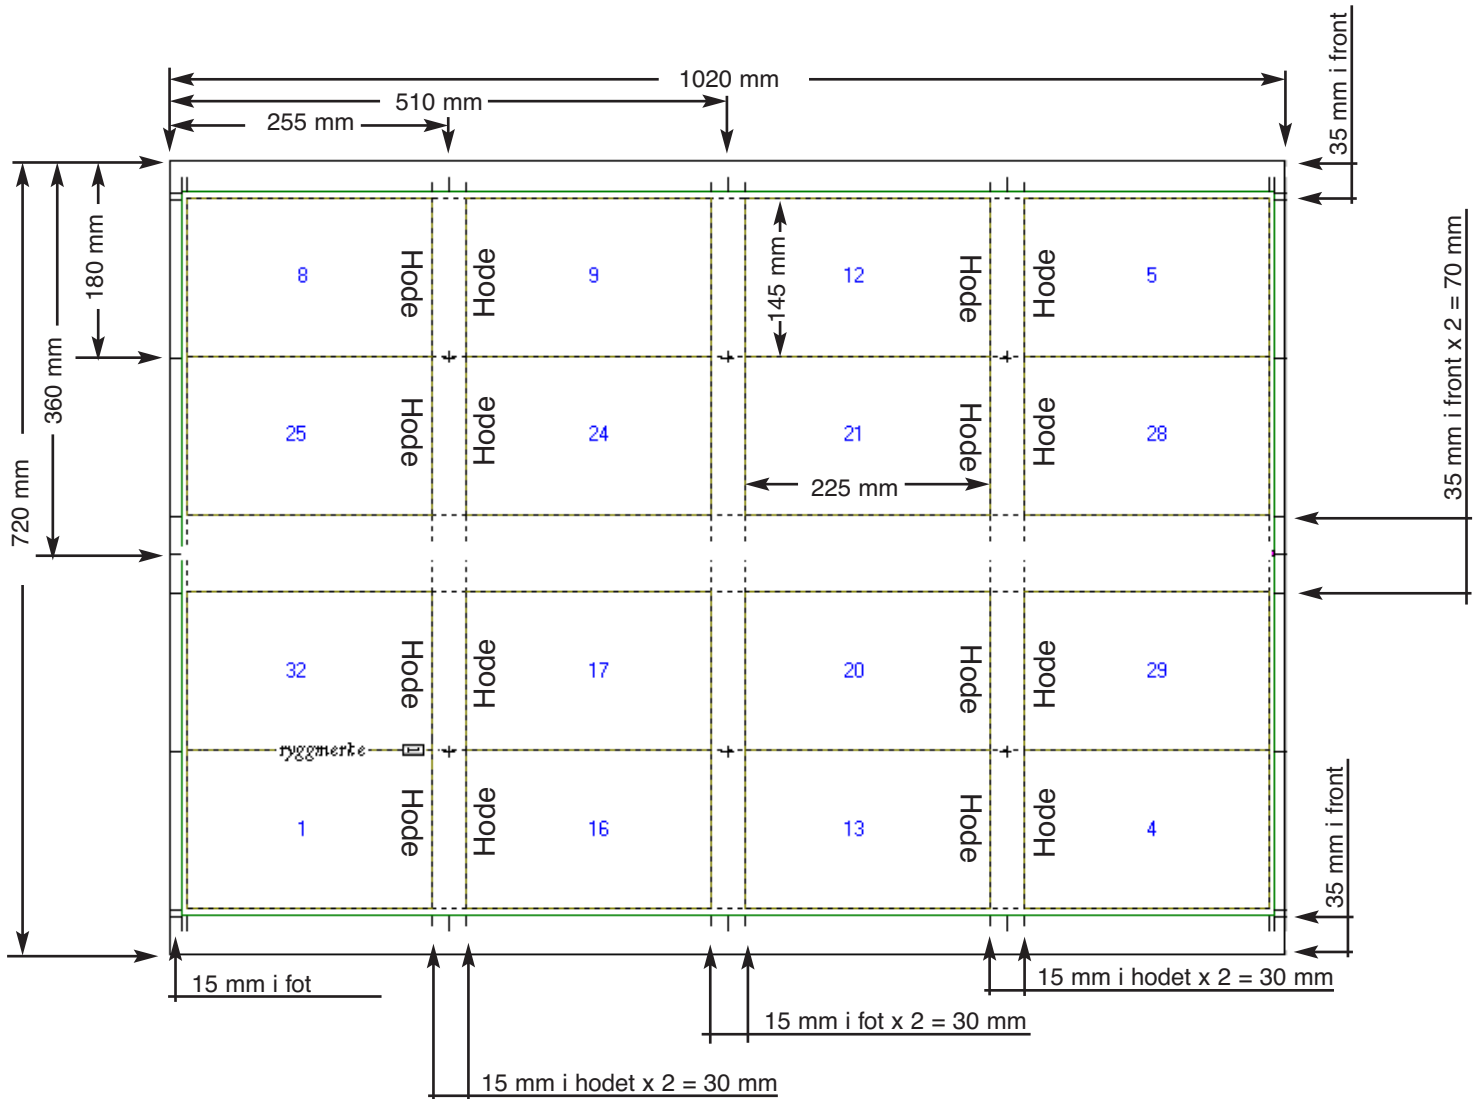 1020 mm
510 mm
255 mm
35 mm i front
180 mm
360 mm
720 mm
8
Hode
Hode
9
145 mm
12
Hode
Hode
5
25
Hode
Hode
24
21
Hode
Hode
28
225 mm
35 mm i front x 2 = 70 mm
32
Hode
Hode
17
20
Hode
Hode
29
ryggmerke 1
1
Hode
Hode
16
13
Hode
Hode
4
35 mm i front
15 mm i fot
15 mm i hodet x 2 = 30 mm
15 mm i fot x 2 = 30 mm
15 mm i hodet x 2 = 30 mm